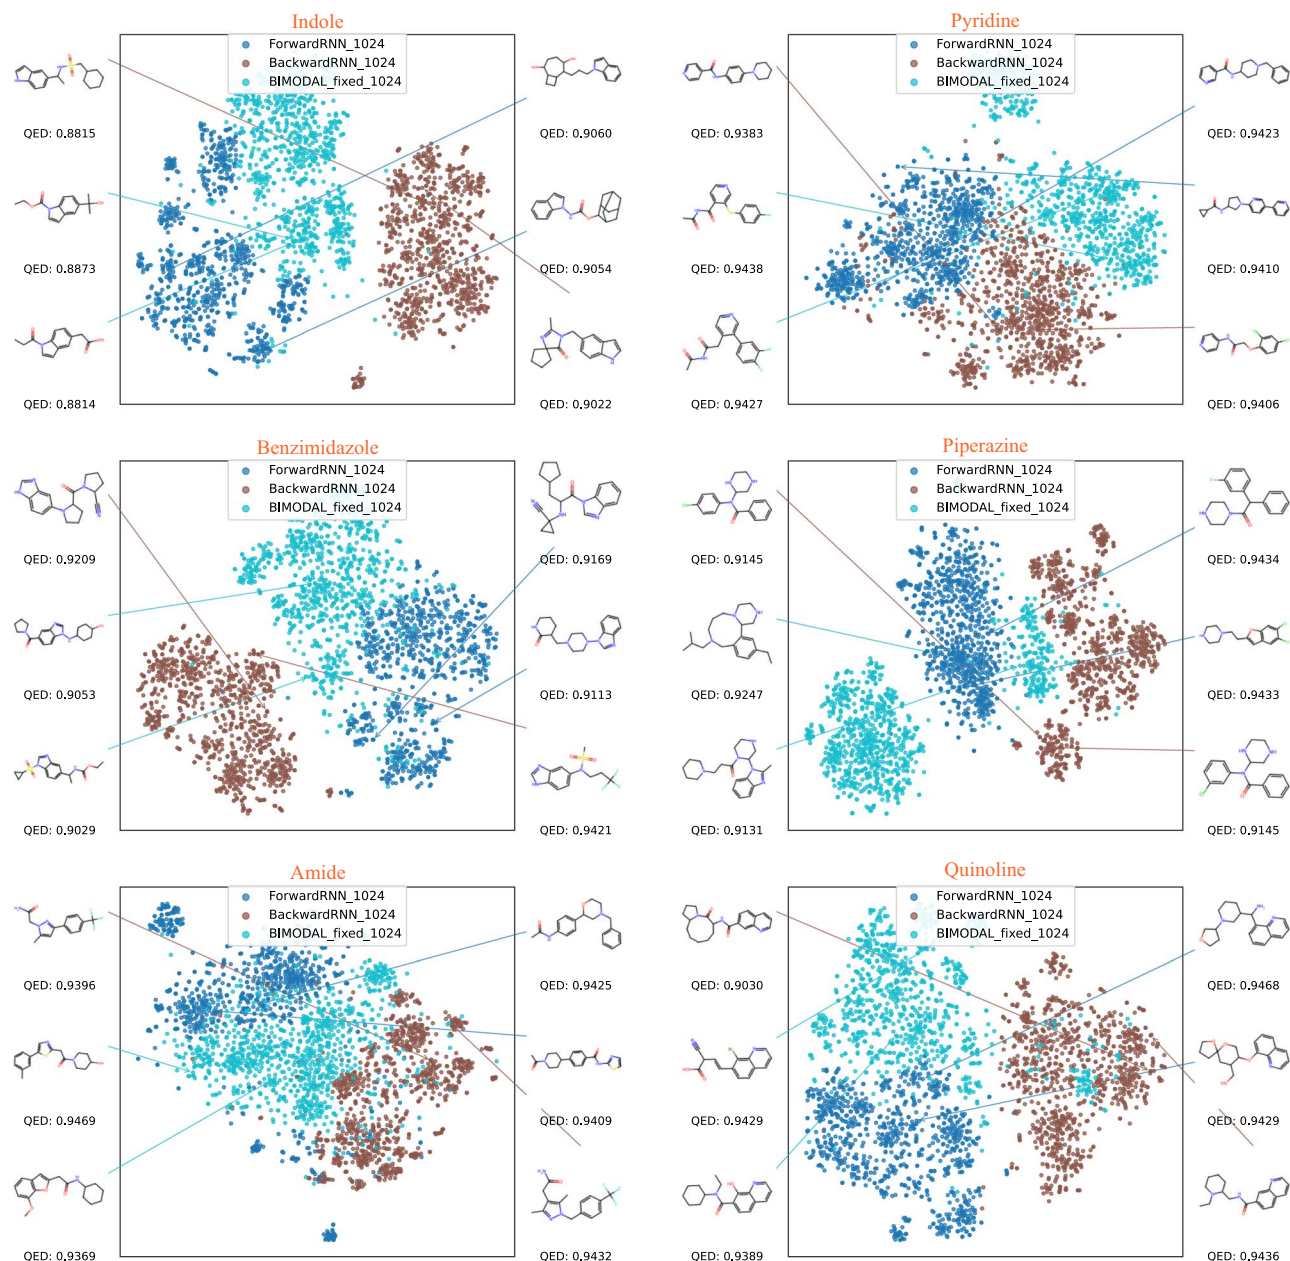 Indole
ForwardRNN_1024
BackwardRNN_1024
BIMODAL_fixed_1024
QED: 0.8815
QED: 0.8873
QED: 0.8814
QED: 0.9060
QED: 0.9054
QED: 0.9022
Pyridine
ForwardRNN_1024
BackwardRNN_1024
BIMODAL_fixed_1024
QED: 0.9383
QED: 0.9438
QED: 0.9427
QED: 0.9423
QED: 0.9410
QED: 0.9406
Benzimidazole
ForwardRNN_1024
BackwardRNN_1024
BIMODAL_fixed_1024
QED: 0.9209
QED: 0.9053
QED: 0.9029
QED: 0.9169
QED: 0.9113
QED: 0.9421
Piperazine
ForwardRNN_1024
BackwardRNN_1024
BIMODAL_fixed_1024
QED: 0.9145
QED: 0.9247
QED: 0.9131
QED: 0.9434
QED: 0.9433
QED: 0.9145
Amide
ForwardRNN_1024
BackwardRNN_1024
BIMODAL_fixed_1024
QED: 0.9396
QED: 0.9469
QED: 0.9369
QED: 0.9425
QED: 0.9409
QED: 0.9432
Quinoline
ForwardRNN_1024
BackwardRNN_1024
BIMODAL_fixed_1024
QED: 0.9030
QED: 0.9429
QED: 0.9389
QED: 0.9468
QED: 0.9429
QED: 0.9436